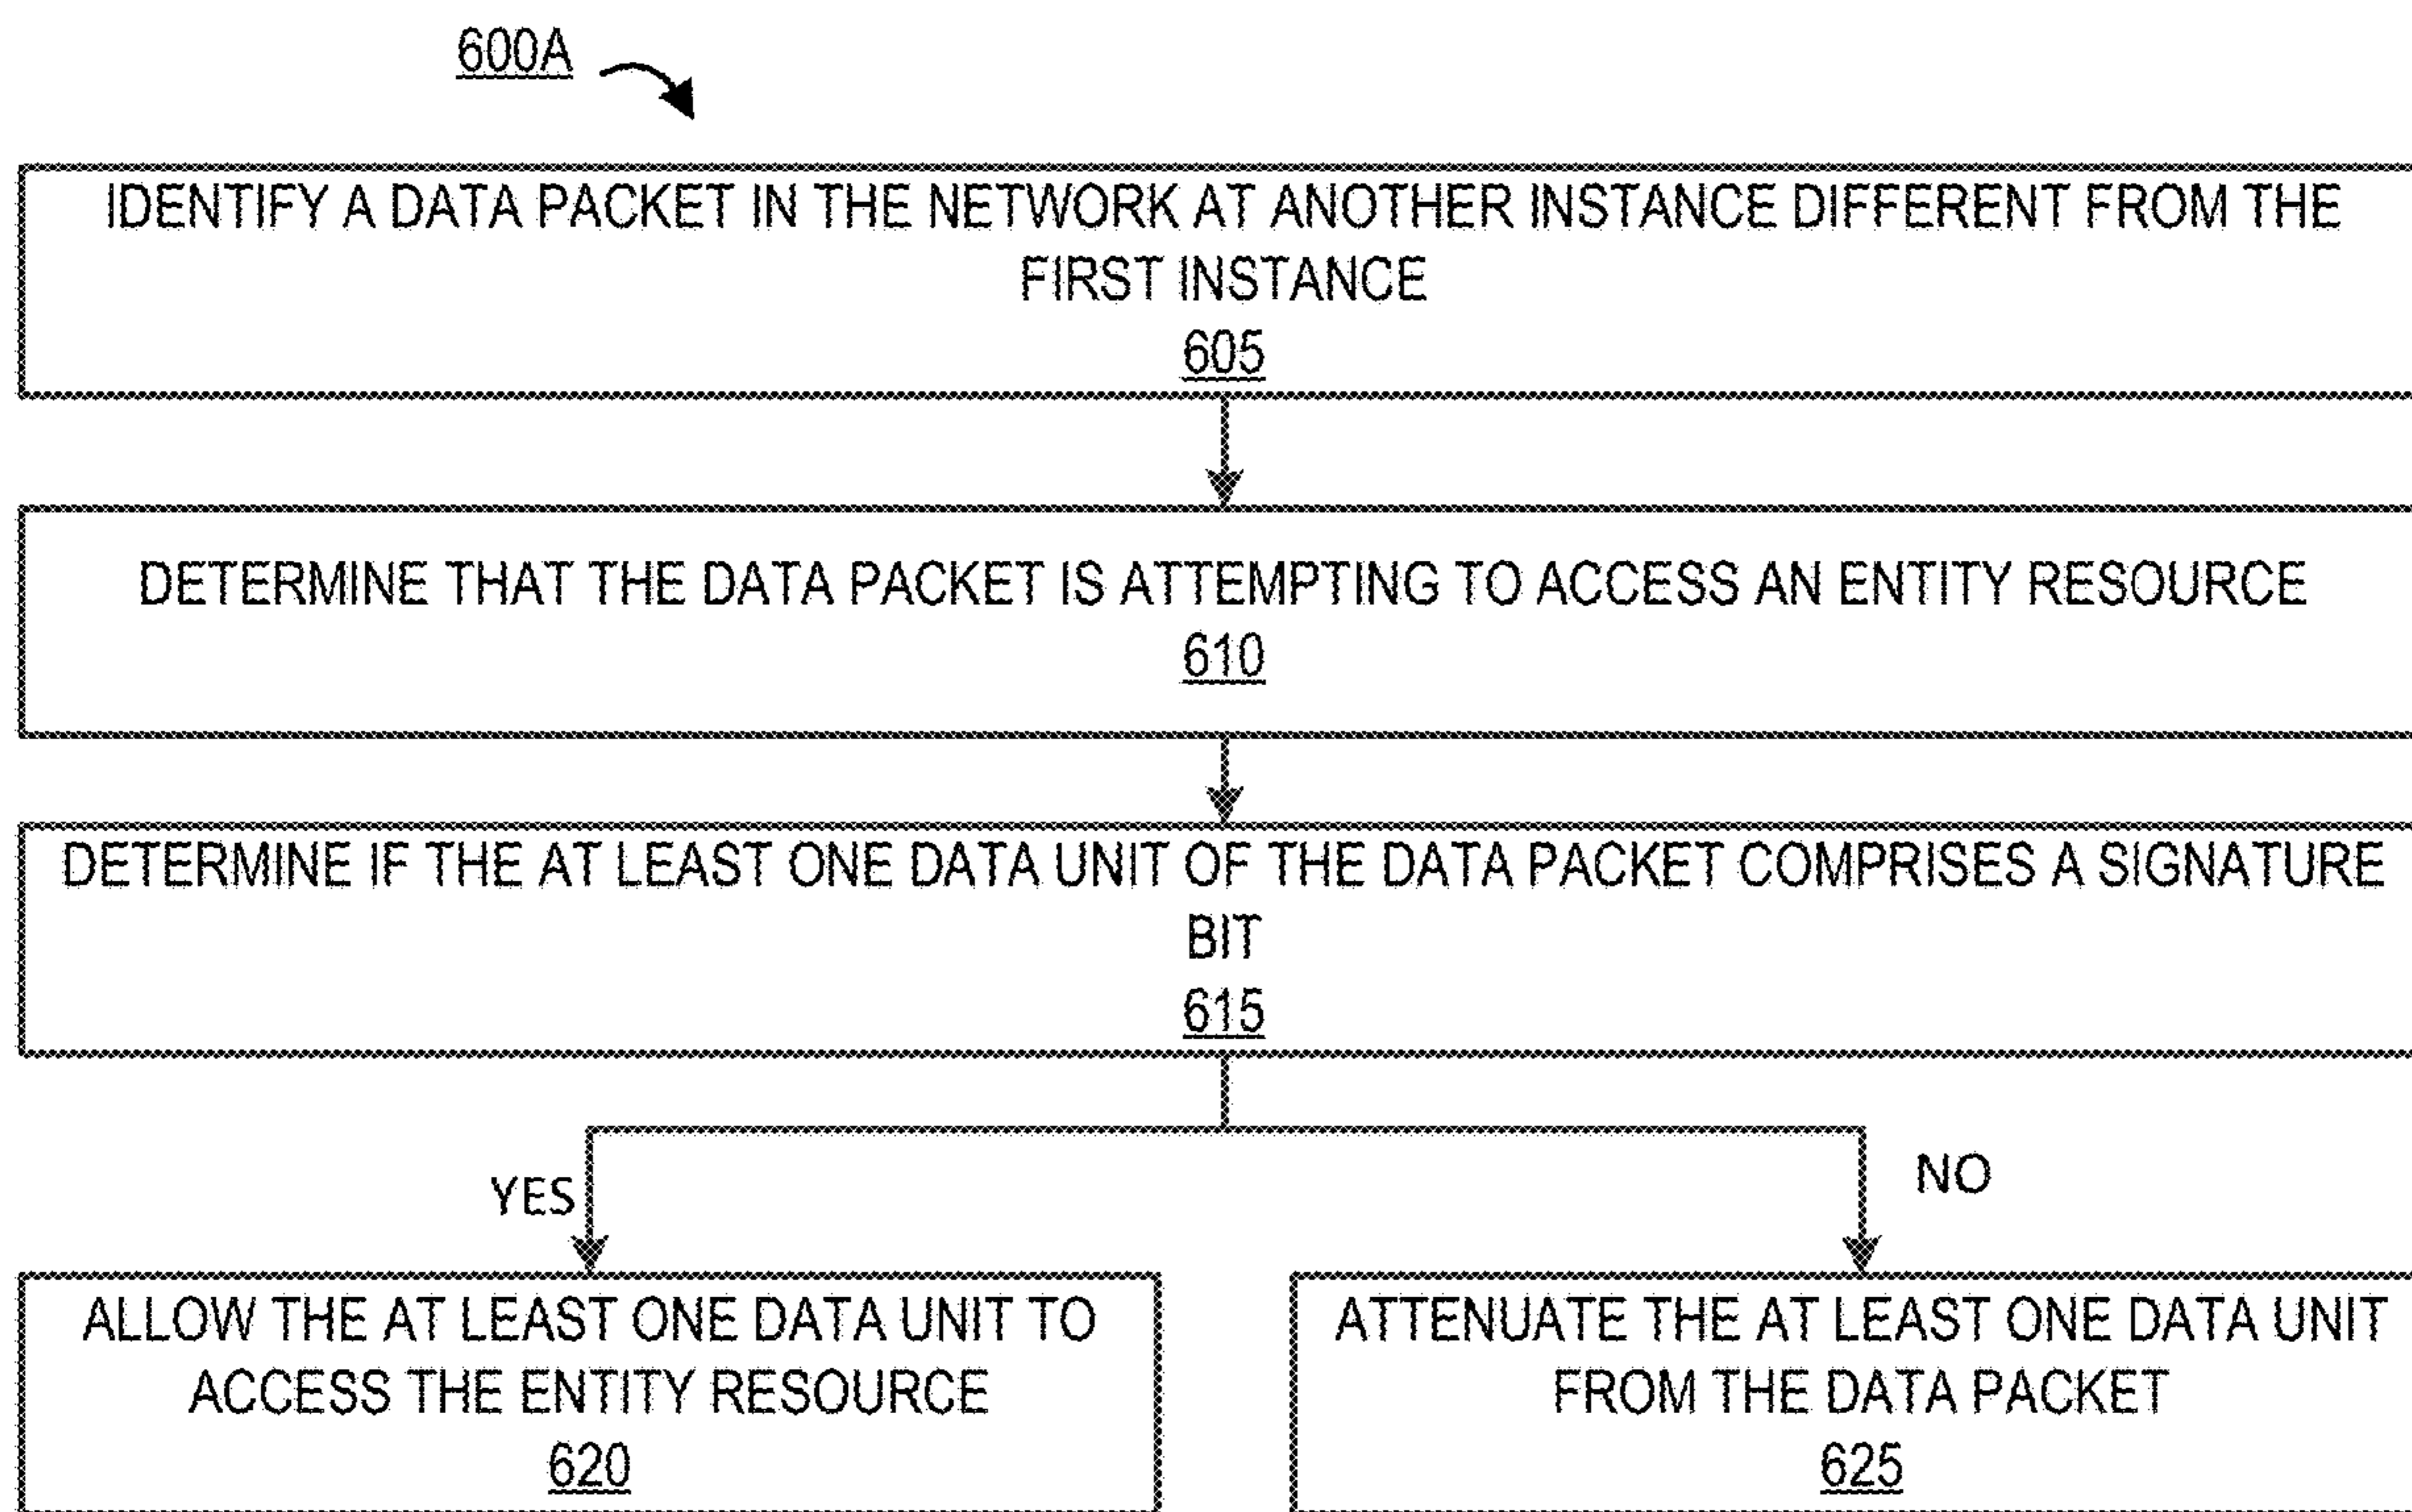 600A
IDENTIFY A DATA PACKET IN THE NETWORK AT ANOTHER INSTANCE DIFFERENT FROM THE
FIRST INSTANCE
605
DETERMINE THAT THE DATA PACKET IS ATTEMPTING TO ACCESS AN ENTITY RESOURCE
610
DETERMINE IF THE AT LEAST ONE DATA UNIT OF THE DATA PACKET COMPRISES A SIGNATURE
BIT
615
YES
NO
ALLOW THE AT LEAST ONE DATA UNIT TO
ACCESS THE ENTITY RESOURCE
620
ATTENUATE THE AT LEAST ONE DATA UNIT
FROM THE DATA PACKET
625